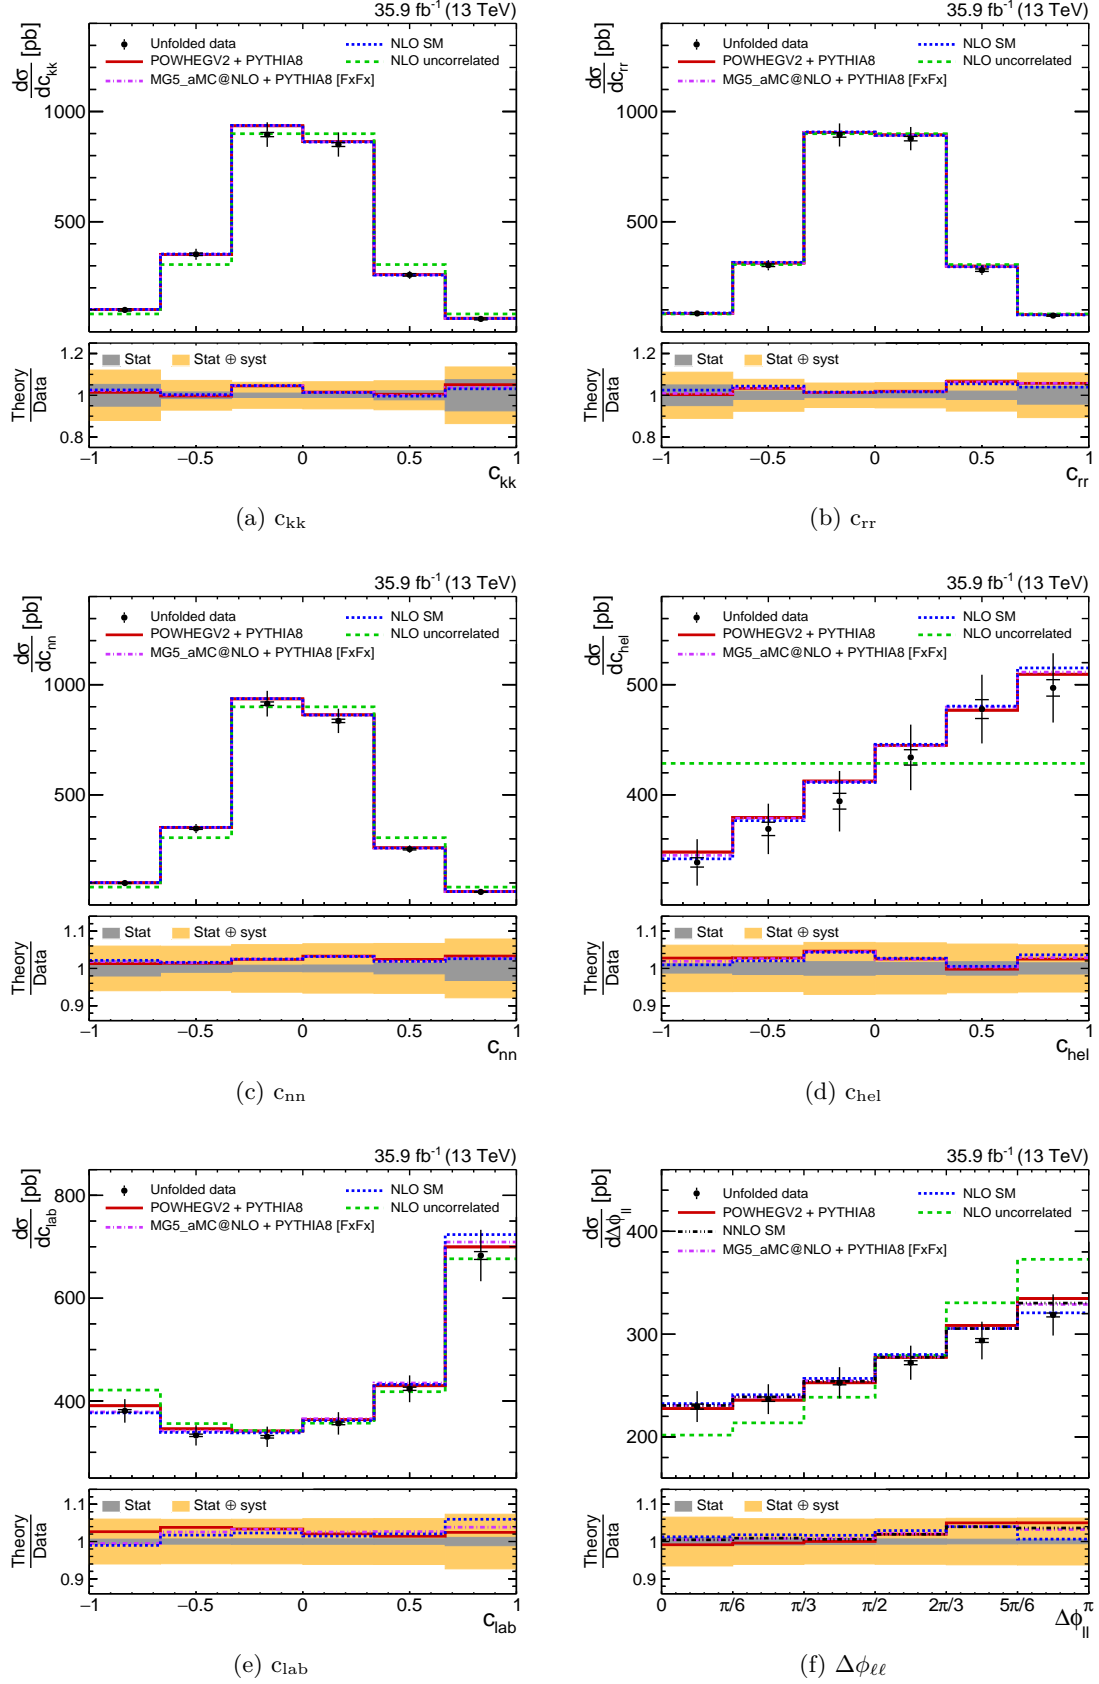 35.9 fb⁻¹ (13 TeV)
dσ/dc_kk [pb]
Unfolded data
POWHEGV2 + PYTHIA8
MG5_aMC@NLO + PYTHIA8 [FxFx]
NLO SM
NLO uncorrelated
1000
500
Theory/Data
Stat
Stat ⊕ syst
1.2
1
0.8
−1 −0.5 0 0.5 1
c_kk
(a) c_kk
35.9 fb⁻¹ (13 TeV)
dσ/dc_rr [pb]
Unfolded data
POWHEGV2 + PYTHIA8
MG5_aMC@NLO + PYTHIA8 [FxFx]
NLO SM
NLO uncorrelated
1000
500
Theory/Data
Stat
Stat ⊕ syst
1.2
1
0.8
−1 −0.5 0 0.5 1
c_rr
(b) c_rr
35.9 fb⁻¹ (13 TeV)
dσ/dc_nn [pb]
Unfolded data
POWHEGV2 + PYTHIA8
MG5_aMC@NLO + PYTHIA8 [FxFx]
NLO SM
NLO uncorrelated
1000
500
Theory/Data
Stat
Stat ⊕ syst
1.1
1
0.9
−1 −0.5 0 0.5 1
c_nn
(c) c_nn
35.9 fb⁻¹ (13 TeV)
dσ/dc_hel [pb]
Unfolded data
POWHEGV2 + PYTHIA8
MG5_aMC@NLO + PYTHIA8 [FxFx]
NLO SM
NLO uncorrelated
500
400
Theory/Data
Stat
Stat ⊕ syst
1.1
1
0.9
−1 −0.5 0 0.5 1
c_hel
(d) c_hel
35.9 fb⁻¹ (13 TeV)
dσ/dc_lab [pb]
Unfolded data
POWHEGV2 + PYTHIA8
MG5_aMC@NLO + PYTHIA8 [FxFx]
NLO SM
NLO uncorrelated
800
600
400
Theory/Data
Stat
Stat ⊕ syst
1.1
1
0.9
−1 −0.5 0 0.5 1
c_lab
(e) c_lab
35.9 fb⁻¹ (13 TeV)
dσ/dΔϕ_ll [pb]
Unfolded data
POWHEGV2 + PYTHIA8
NNLO SM
MG5_aMC@NLO + PYTHIA8 [FxFx]
NLO SM
NLO uncorrelated
400
300
200
Theory/Data
Stat
Stat ⊕ syst
1.1
1
0.9
0 π/6 π/3 π/2 2π/3 5π/6 π
Δϕ_ll
(f) Δϕ_ℓℓ